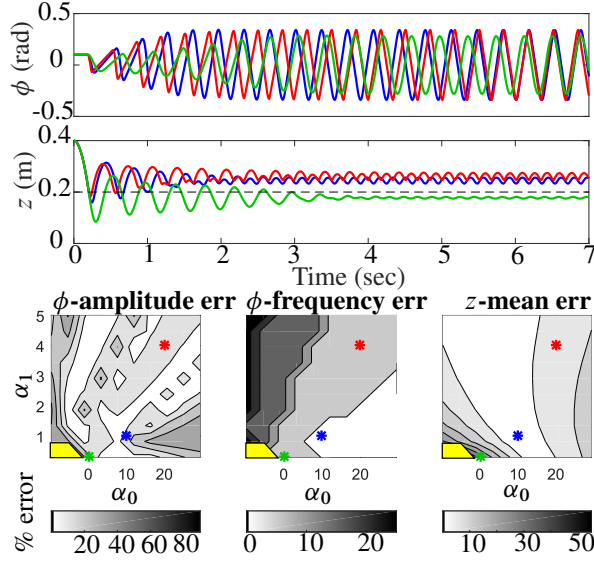 0.5
0
-0.5
ϕ (rad)
0.4
0.2
0
z (m)
0 1 2 3 4 5 6 7
Time (sec)
ϕ-amplitude err ϕ-frequency err z-mean err
5
4
3
2
1
α₁
0 10 20 0 10 20 0 10 20
α₀ α₀ α₀
% error
20 40 60 80 0 10 20 10 30 50